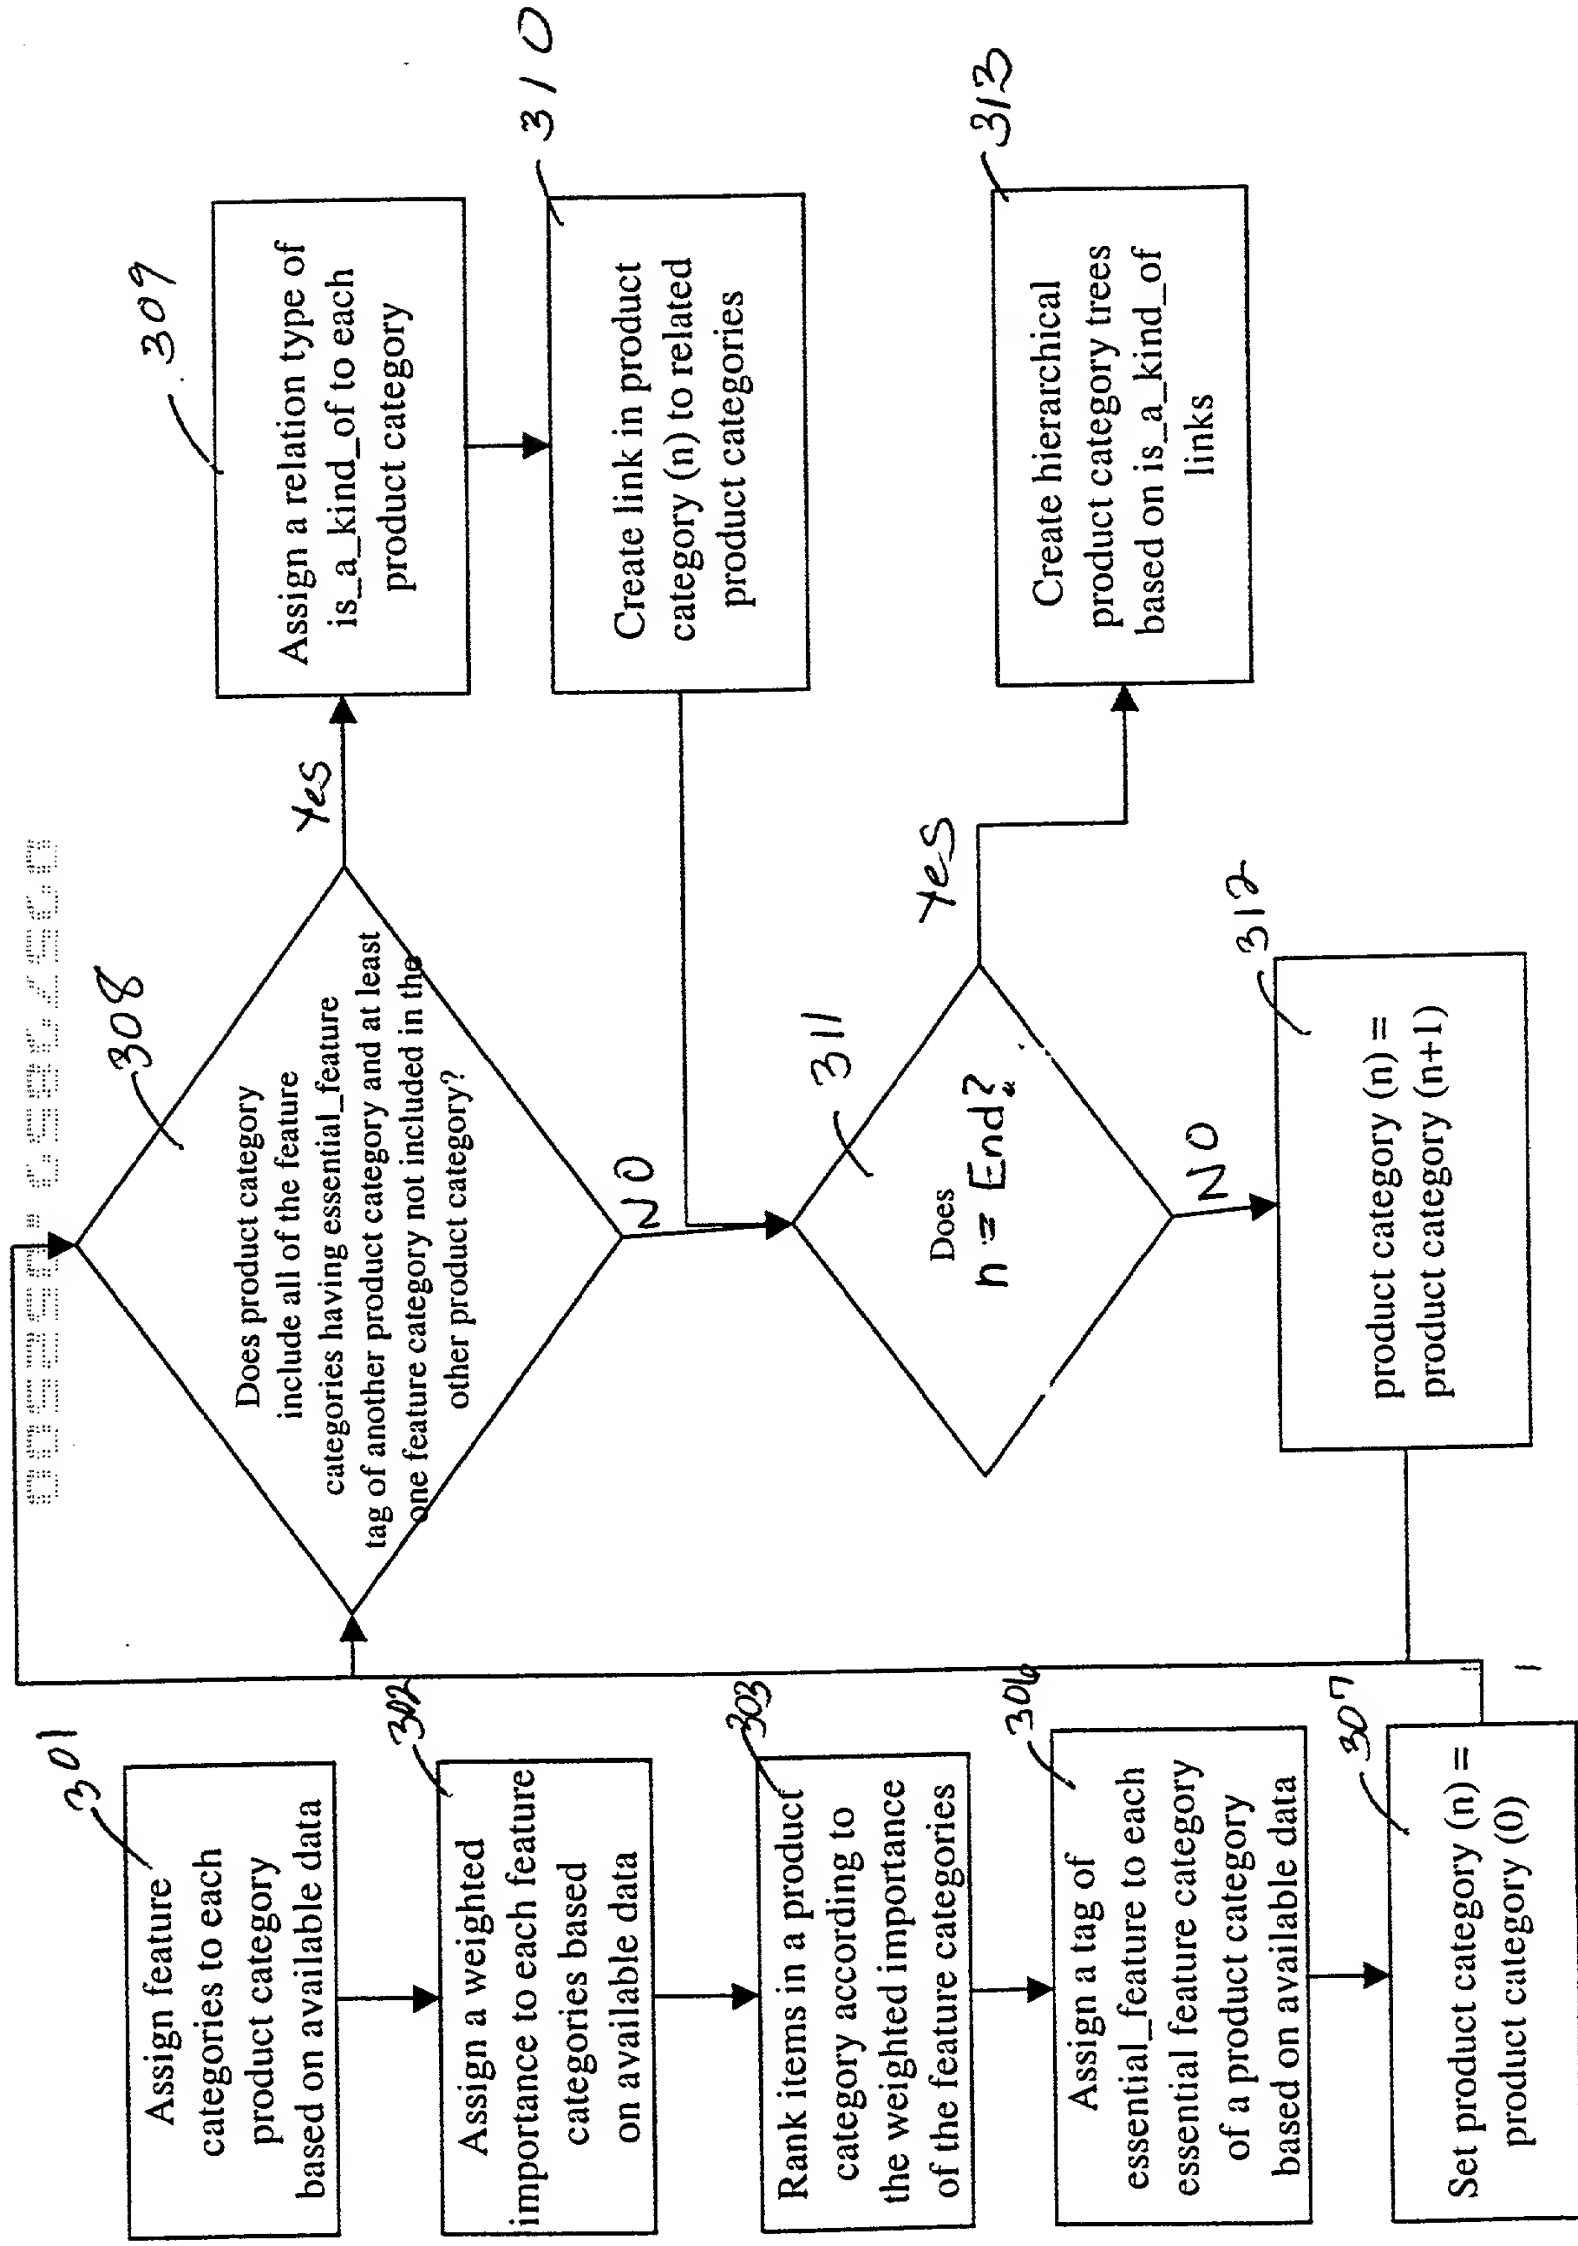 301
Assign feature
categories to each
product category
based on available data
302
Assign a weighted
importance to each feature
categories based
on available data
303
Rank items in a product
category according to
the weighted importance
of the feature categories
306
Assign a tag of
essential_feature to each
essential feature category
of a product category
based on available data
307
Set product category (n) =
product category (0)
308
Does product category
include all of the feature
categories having essential_feature
tag of another product category and at least
one feature category not included in the
other product category?
Yes
NO
309
Assign a relation type of
is_a_kind_of to each
product category
310
Create link in product
category (n) to related
product categories
311
Does
n = End?
Yes
NO
312
product category (n) =
product category (n+1)
313
Create hierarchical
product category trees
based on is_a_kind_of
links